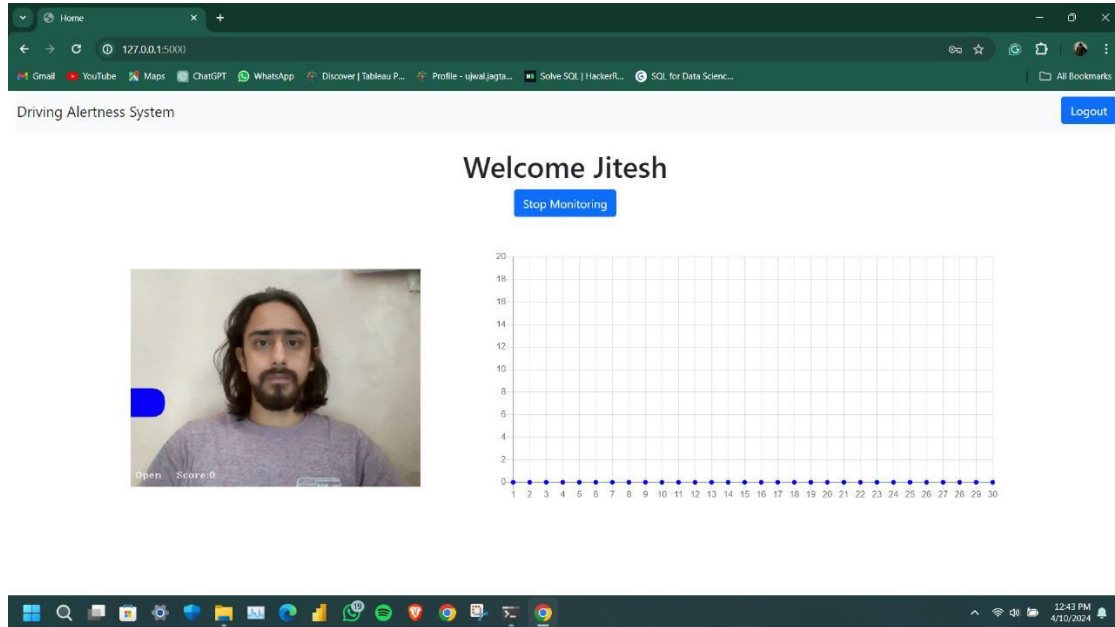 Home
127.0.0.1:5000
Gmail YouTube Maps ChatGPT WhatsApp Discover | Tableau P... Profile - ujwal.jagta... Solve SQL | HackerR... SQL for Data Scienc... All Bookmarks
Driving Alertness System Logout
Welcome Jitesh
Stop Monitoring
20
18
16
14
12
10
8
6
4
2
0
1 2 3 4 5 6 7 8 9 10 11 12 13 14 15 16 17 18 19 20 21 22 23 24 25 26 27 28 29 30
Open Score:0
19
12:43 PM
4/10/2024